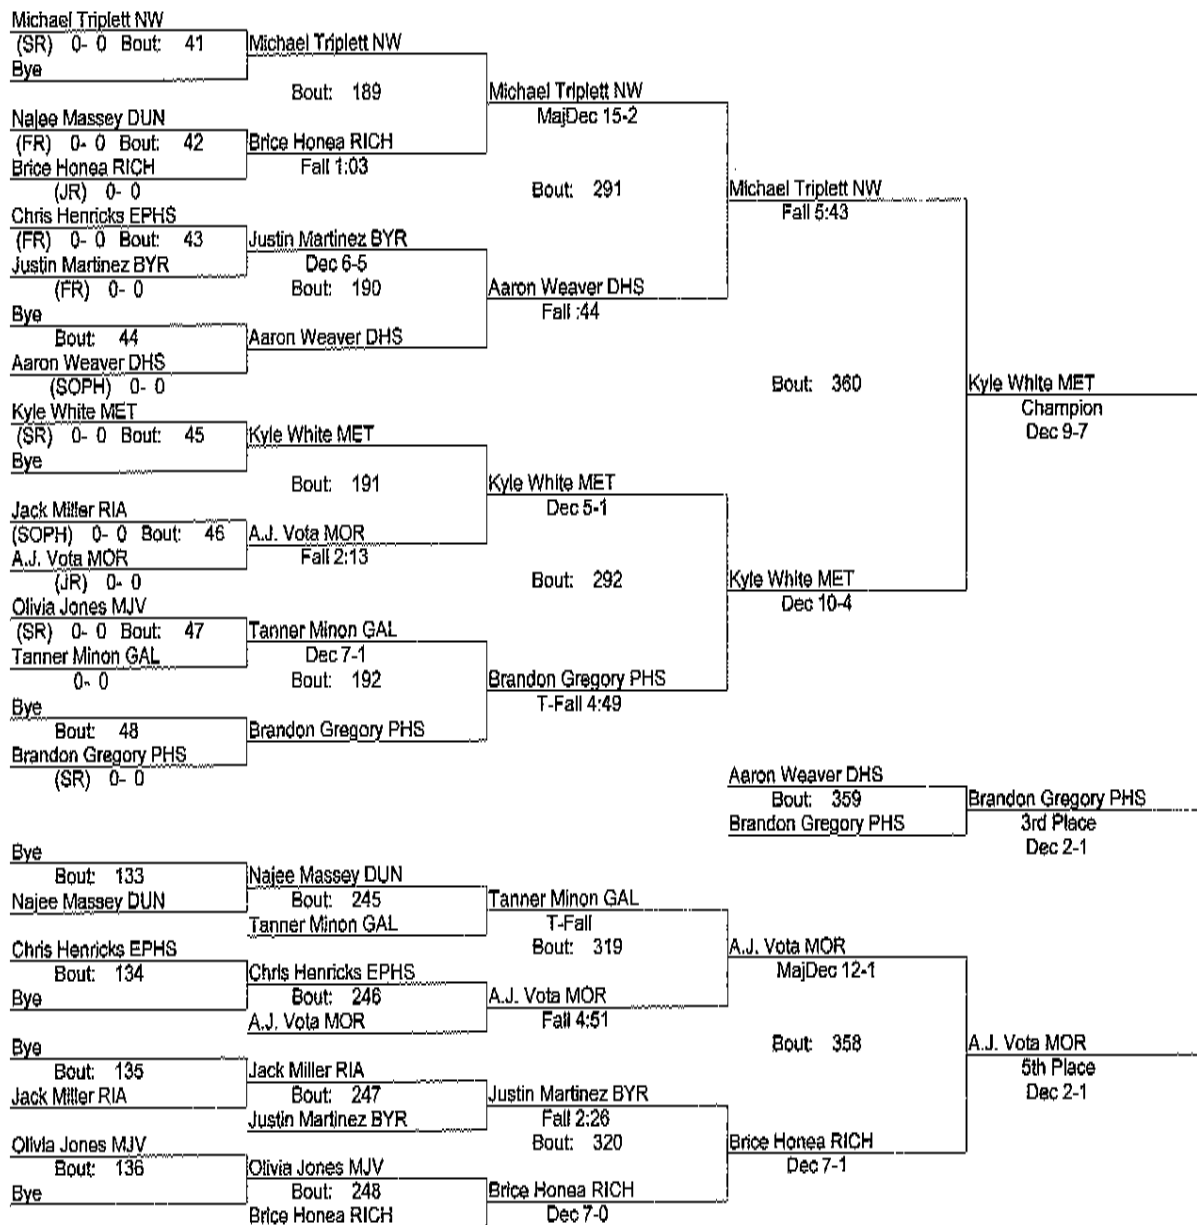 Michael Triplett NW
(SR) 0- 0 Bout: 41
Bye
Michael Triplett NW
Bout: 189
Najee Massey DUN
(FR) 0- 0 Bout: 42
Brice Honea RICH
(JR) 0- 0
Brice Honea RICH
Fall 1:03
Michael Triplett NW
MajDec 15-2
Bout: 291
Chris Henricks EPHS
(FR) 0- 0 Bout: 43
Justin Martinez BYR
(FR) 0- 0
Justin Martinez BYR
Dec 6-5
Bout: 190
Bye
Bout: 44
Aaron Weaver DHS
(SOPH) 0- 0
Aaron Weaver DHS
Aaron Weaver DHS
Fall :44
Michael Triplett NW
Fall 5:43
Bout: 360
Kyle White MET
Champion
Dec 9-7
Kyle White MET
(SR) 0- 0 Bout: 45
Bye
Kyle White MET
Bout: 191
Jack Miller RIA
(SOPH) 0- 0 Bout: 46
A.J. Vota MOR
(JR) 0- 0
A.J. Vota MOR
Fall 2:13
Kyle White MET
Dec 5-1
Bout: 292
Olivia Jones MJV
(SR) 0- 0 Bout: 47
Tanner Minon GAL
0- 0
Tanner Minon GAL
Dec 7-1
Bout: 192
Bye
Bout: 48
Brandon Gregory PHS
(SR) 0- 0
Brandon Gregory PHS
Brandon Gregory PHS
T-Fall 4:49
Kyle White MET
Dec 10-4
Aaron Weaver DHS
Bout: 359
Brandon Gregory PHS
Brandon Gregory PHS
3rd Place
Dec 2-1
Bye
Bout: 133
Najee Massey DUN
Najee Massey DUN
Bout: 245
Tanner Minon GAL
Tanner Minon GAL
T-Fall
Bout: 319
Chris Henricks EPHS
Bout: 134
Bye
Chris Henricks EPHS
Bout: 246
A.J. Vota MOR
A.J. Vota MOR
Fall 4:51
A.J. Vota MOR
MajDec 12-1
Bout: 358
A.J. Vota MOR
5th Place
Dec 2-1
Bye
Bout: 135
Jack Miller RIA
Jack Miller RIA
Bout: 247
Justin Martinez BYR
Justin Martinez BYR
Fall 2:26
Bout: 320
Olivia Jones MJV
Bout: 136
Bye
Olivia Jones MJV
Bout: 248
Brice Honea RICH
Brice Honea RICH
Dec 7-0
Brice Honea RICH
Dec 7-1